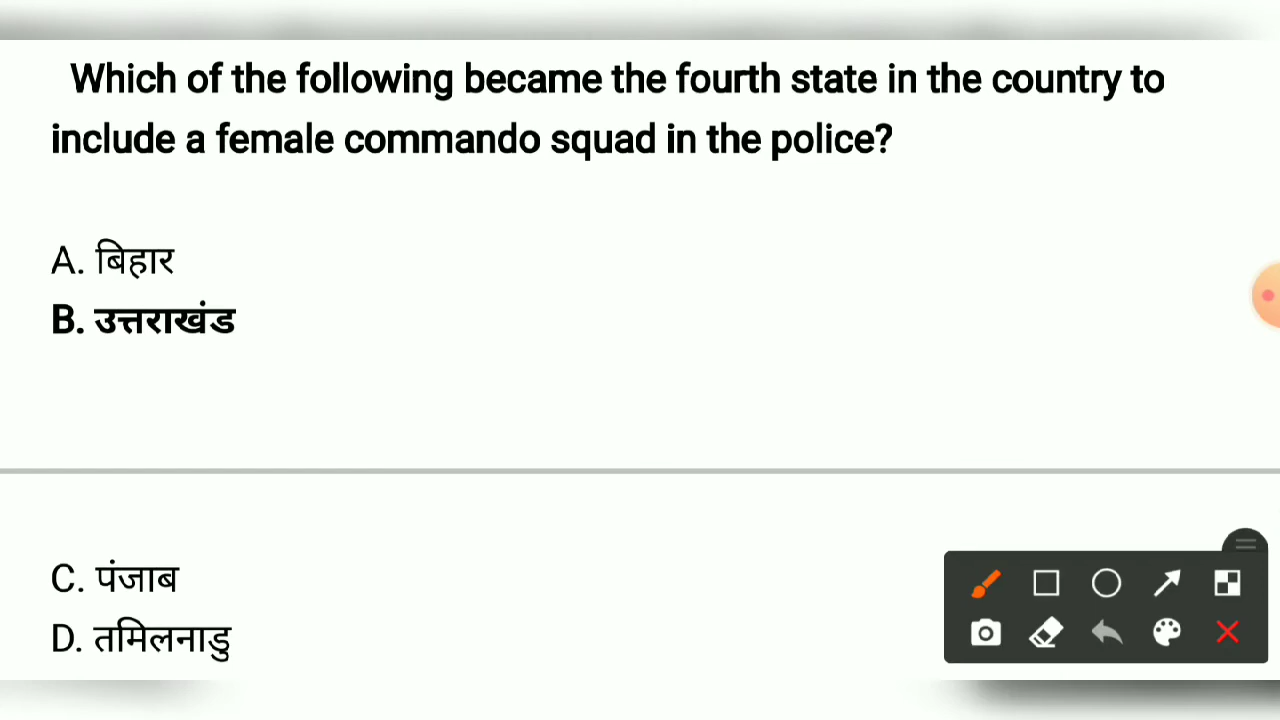 Which of the following became the fourth state in the country to
include a female commando squad in the police?
A. बिहार
B. उत्तराखंड
C. पंजाब
D. तमिलनाडु